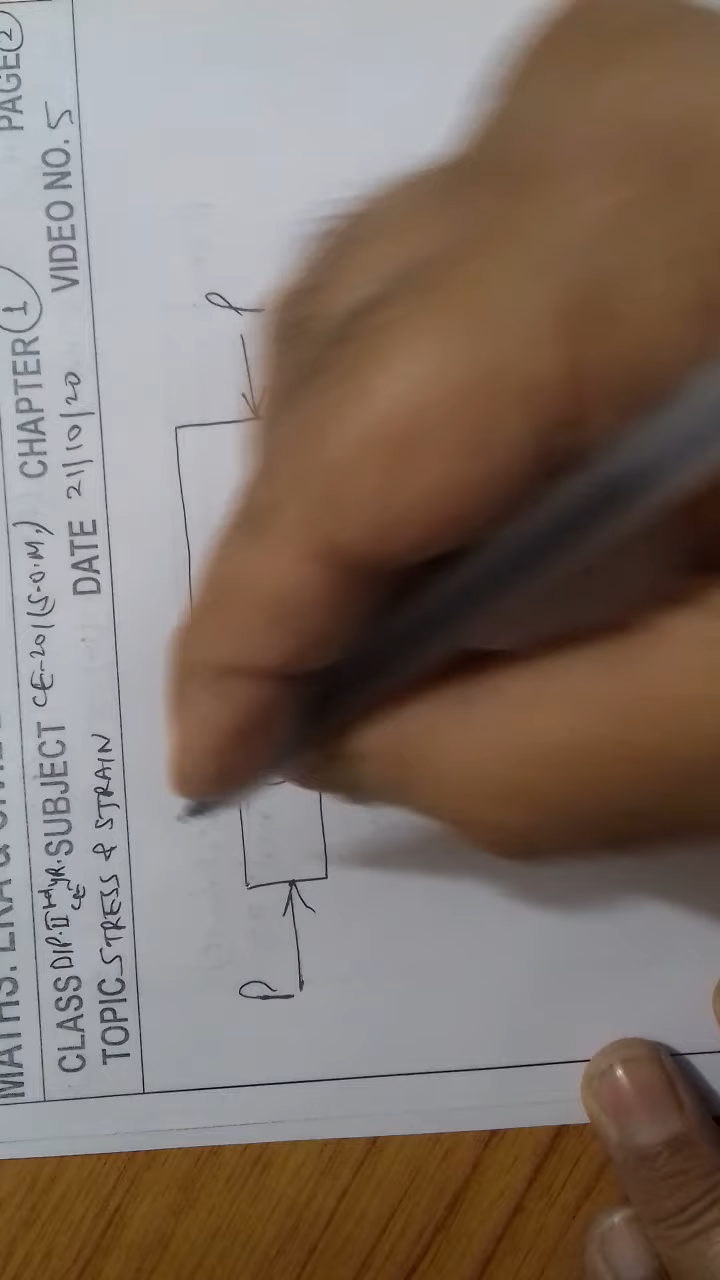 MATHS. PAGE 2
CLASS DIP. II yr. CE SUBJECT CE-201 (S.O.M.) CHAPTER 1
TOPIC STRESS & STRAIN DATE 21/10/20 VIDEO NO. 5
P
P